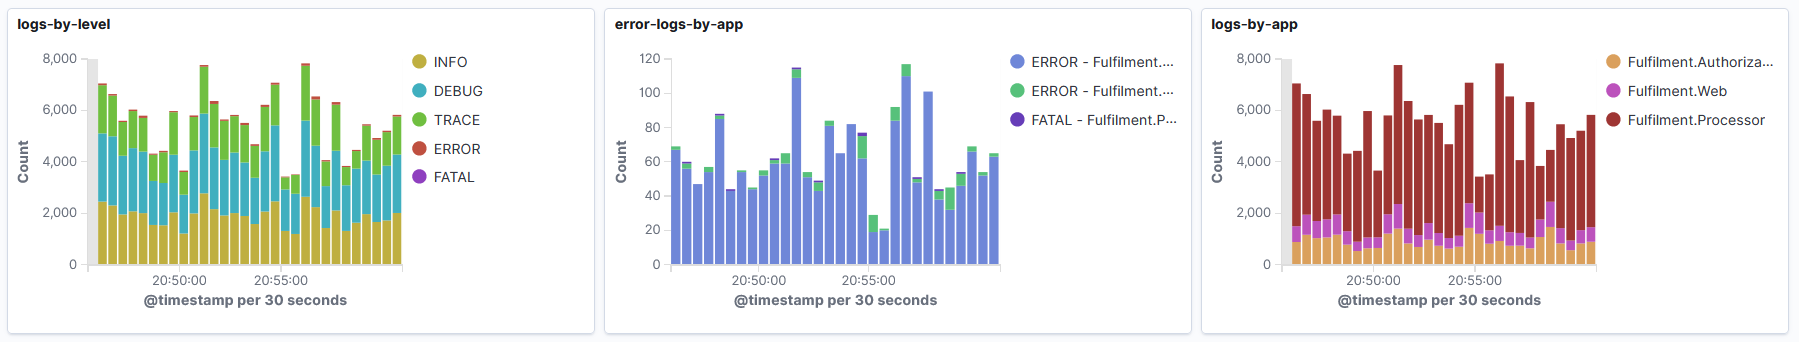 logs-by-level
Count
8,000
6,000
4,000
2,000
0
20:50:00
20:55:00
@timestamp per 30 seconds
INFO
DEBUG
TRACE
ERROR
FATAL
error-logs-by-app
Count
120
100
80
60
40
20
0
20:50:00
20:55:00
@timestamp per 30 seconds
ERROR - Fulfilment....
ERROR - Fulfilment....
FATAL - Fulfilment.P...
logs-by-app
Count
8,000
6,000
4,000
2,000
0
20:50:00
20:55:00
@timestamp per 30 seconds
Fulfilment.Authoriza...
Fulfilment.Web
Fulfilment.Processor